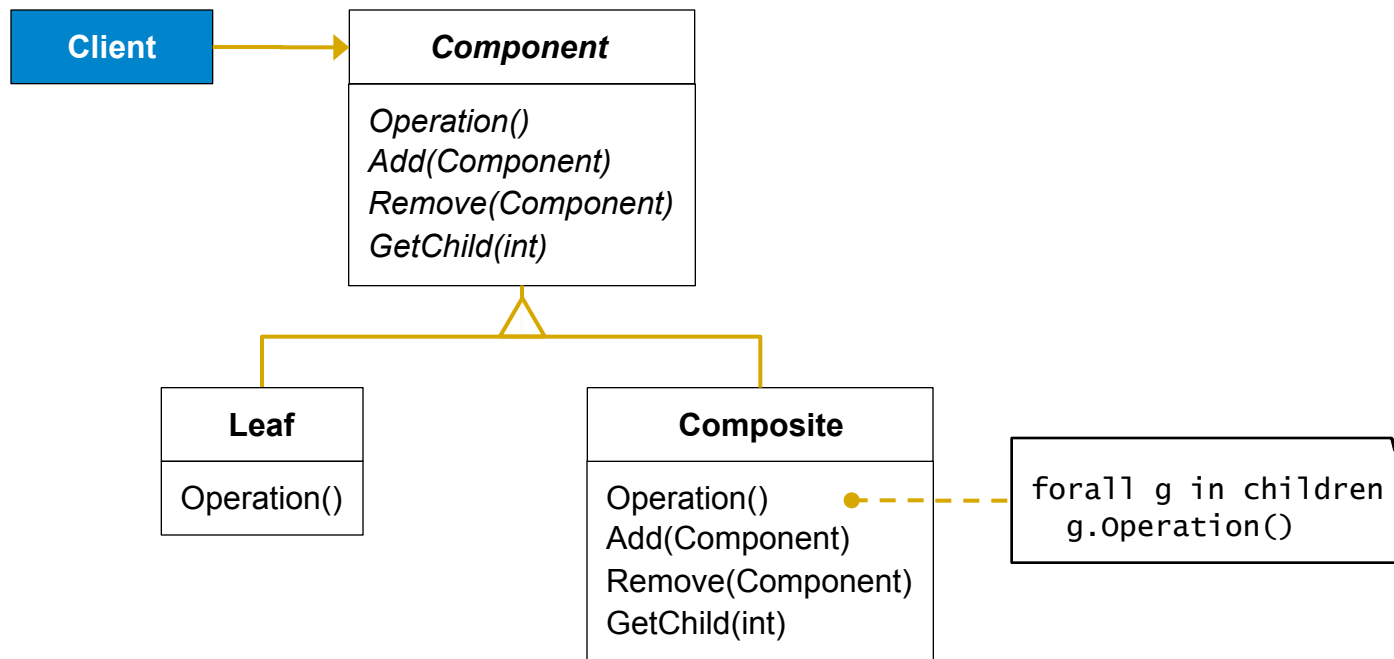 Client
Component
Operation()
Add(Component)
Remove(Component)
GetChild(int)
Leaf
Operation()
Composite
Operation()
Add(Component)
Remove(Component)
GetChild(int)
forall g in children
g.Operation()